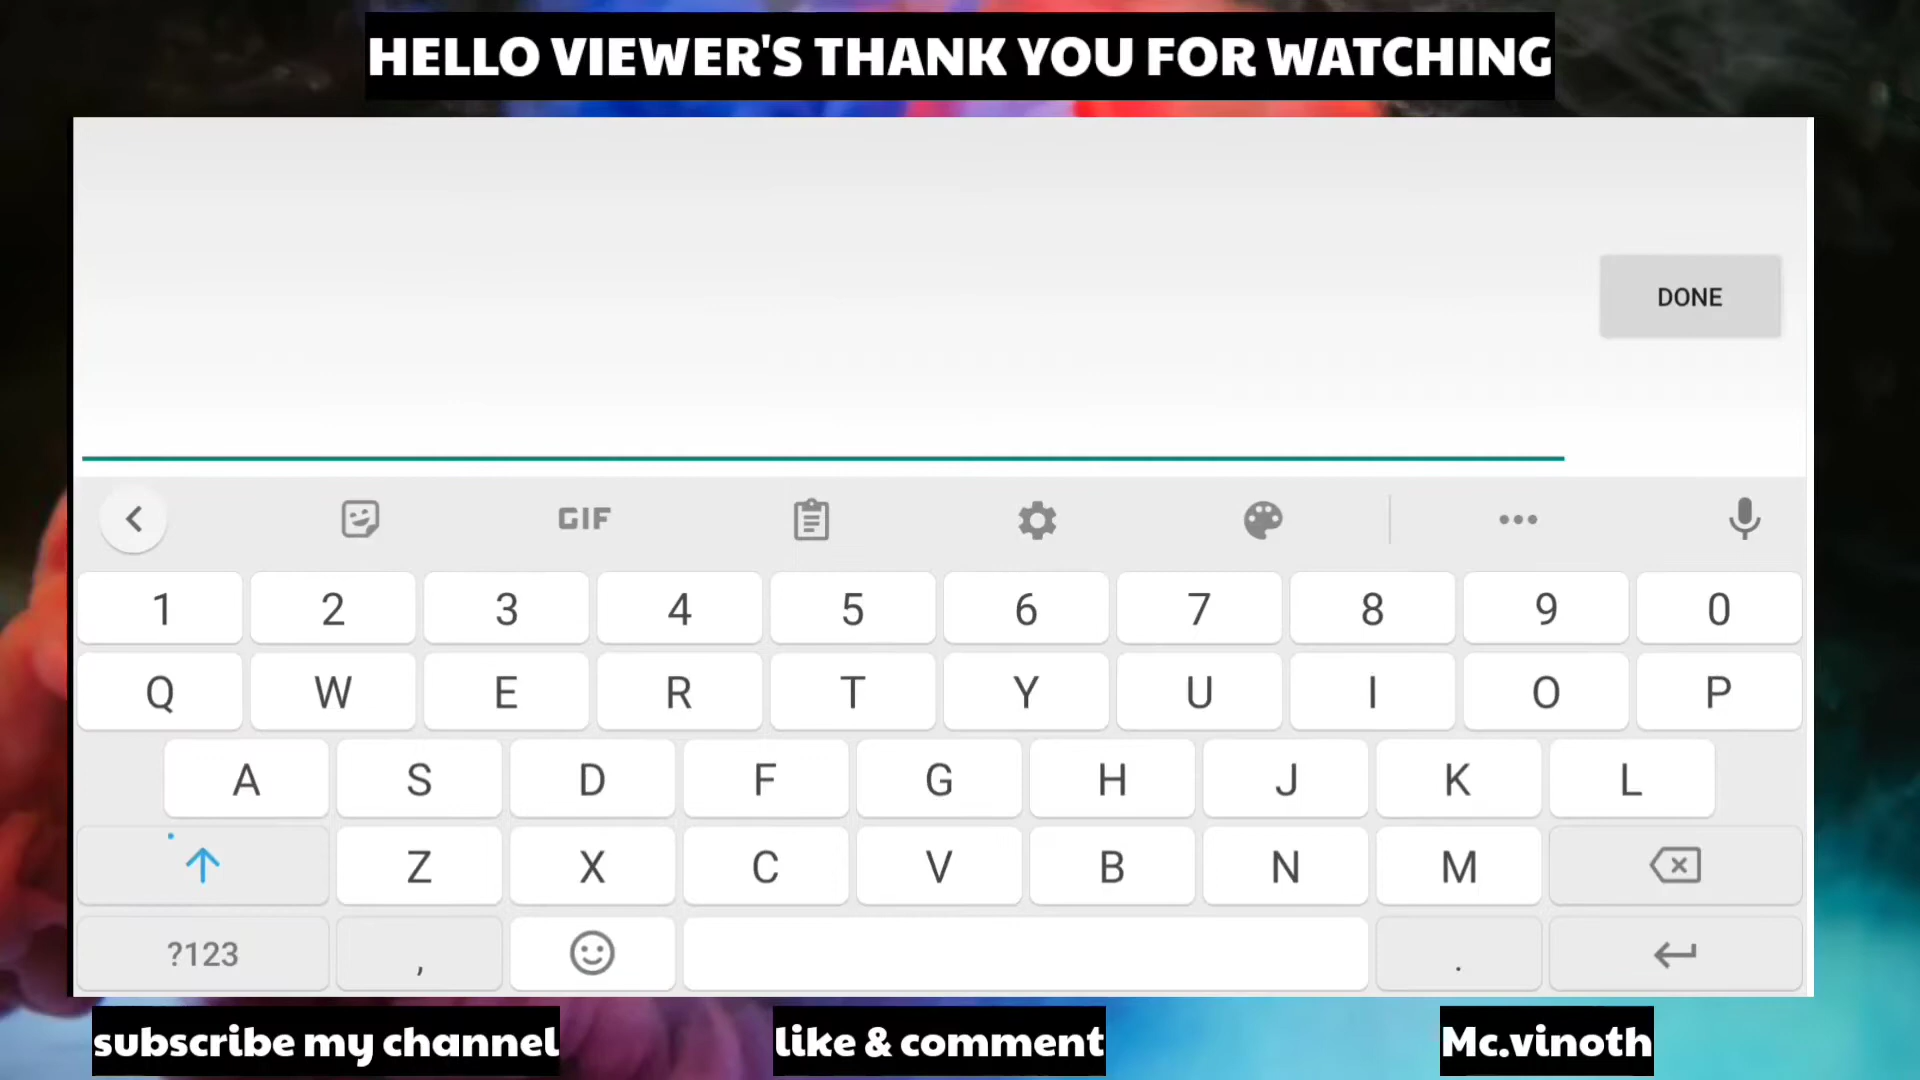 HELLO VIEWER'S THANK YOU FOR WATCHING
DONE
GIF
1 2 3 4 5 6 7 8 9 0
Q W E R T Y U I O P
A S D F G H J K L
Z X C V B N M
?123 , .
subscribe my channel like & comment Mc.vinoth